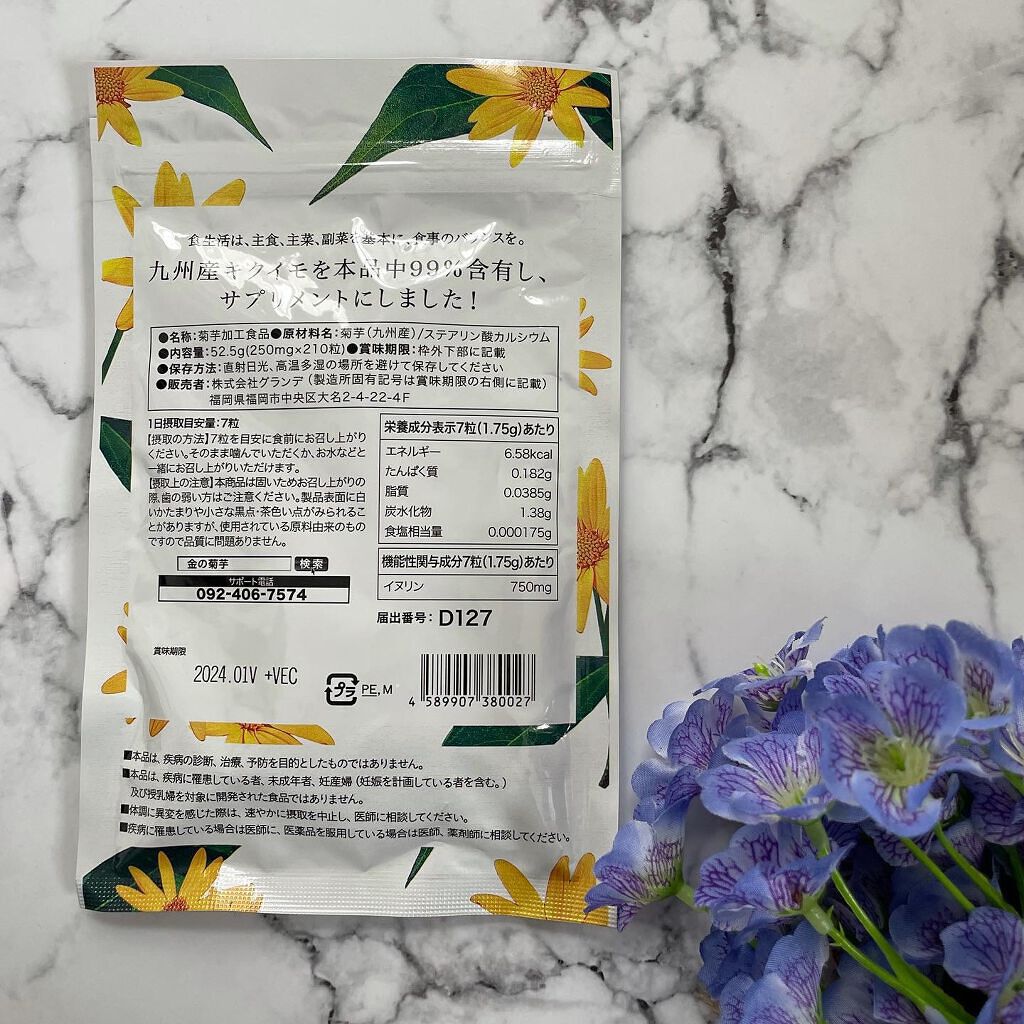 食生活は、主食、主菜、副菜を基本に、食事のバランスを。
九州産キクイモを本品中99%含有し、
サプリメントにしました！
●名称：菊芋加工食品●原材料名：菊芋（九州産）/ステアリン酸カルシウム
●内容量：52.5g(250mg×210粒)●賞味期限：枠外下部に記載
●保存方法：直射日光、高温多湿の場所を避けて保存してください
●販売者：株式会社グランデ（製造所固有記号は賞味期限の右側に記載）
福岡県福岡市中央区大名2-4-22-4F
1日摂取目安量：7粒
【摂取の方法】7粒を目安に食前にお召し上がり
ください。そのまま噛んでいただくか、お水などと
一緒にお召し上がりいただけます。
【摂取上の注意】本商品は固いためお召し上がりの
際、歯の弱い方はご注意ください。製品表面に白
いかたまりや小さな黒点・茶色い点がみられるこ
とがありますが、使用されている原料由来のもの
ですので品質に問題ありません。
金の菊芋 検索
サポート電話
092-406-7574
栄養成分表示7粒(1.75g)あたり
エネルギー 6.58kcal
たんぱく質 0.182g
脂質 0.0385g
炭水化物 1.38g
食塩相当量 0.000175g
機能性関与成分7粒(1.75g)あたり
イヌリン 750mg
届出番号：D127
賞味期限
2024.01V +VEC
プラ PE, M
4 589907 380027
■本品は、疾病の診断、治療、予防を目的としたものではありません。
■本品は、疾病に罹患している者、未成年者、妊産婦（妊娠を計画している者を含む。）
及び授乳婦を対象に開発された食品ではありません。
■体調に異変を感じた際は、速やかに摂取を中止し、医師に相談してください。
■疾病に罹患している場合は医師に、医薬品を服用している場合は医師、薬剤師に相談してください。